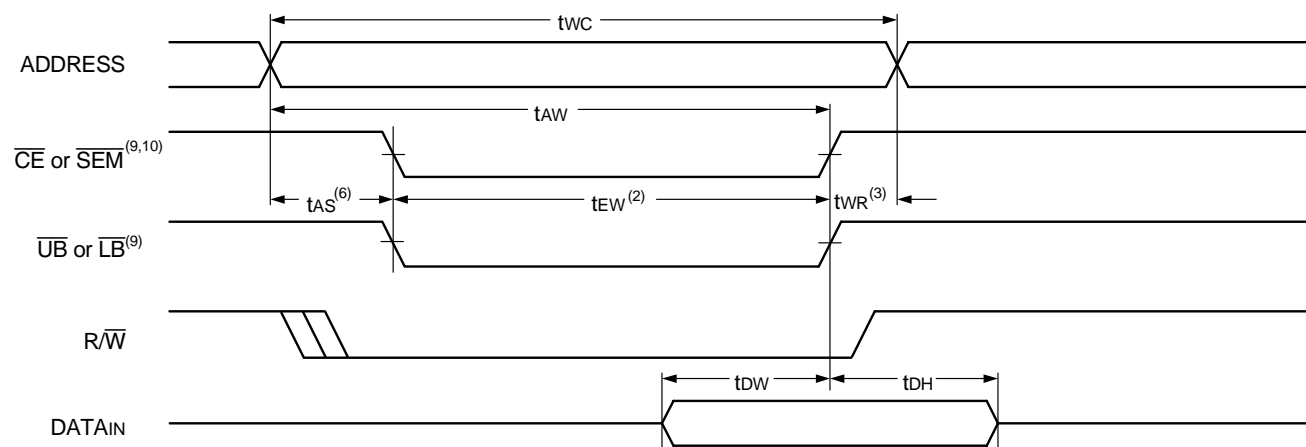 tWC
ADDRESS
tAW
CE or SEM(9,10)
tAS(6) tEW(2) tWR(3)
UB or LB(9)
R/W
tDW tDH
DATAIN